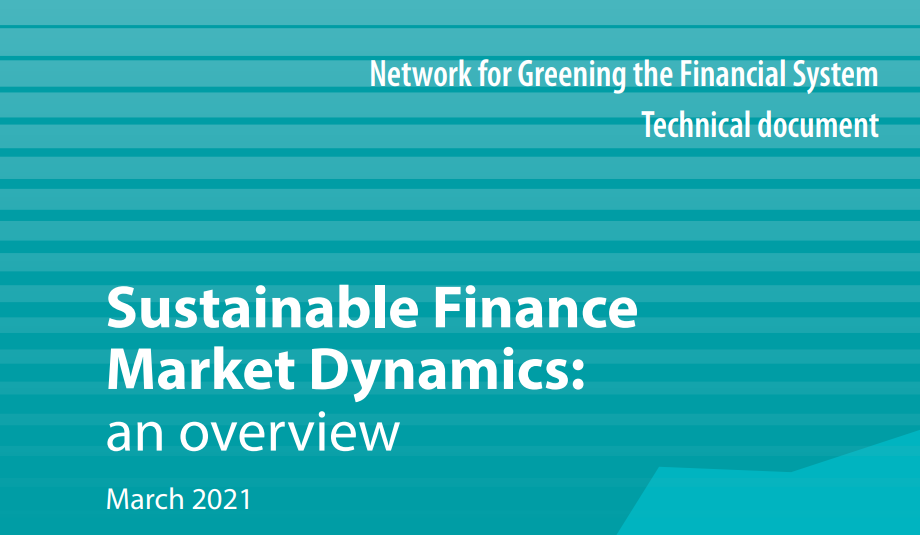 Network for Greening the Financial System
Technical document
Sustainable Finance
Market Dynamics:
an overview
March 2021